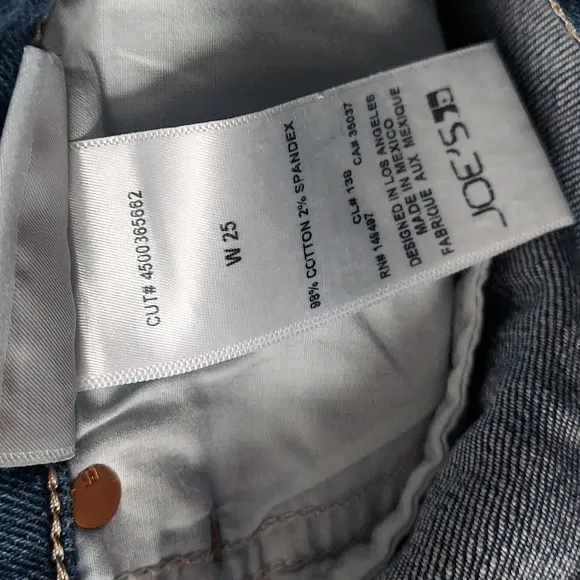 JOE'S
FABRIQUE AUX MEXIQUE
MADE IN MEXICO
DESIGNED IN LOS ANGELES
RN# 149497 CA# 35037
CL# 136
98% COTTON 2% SPANDEX
W 25
CUT# 4500365662